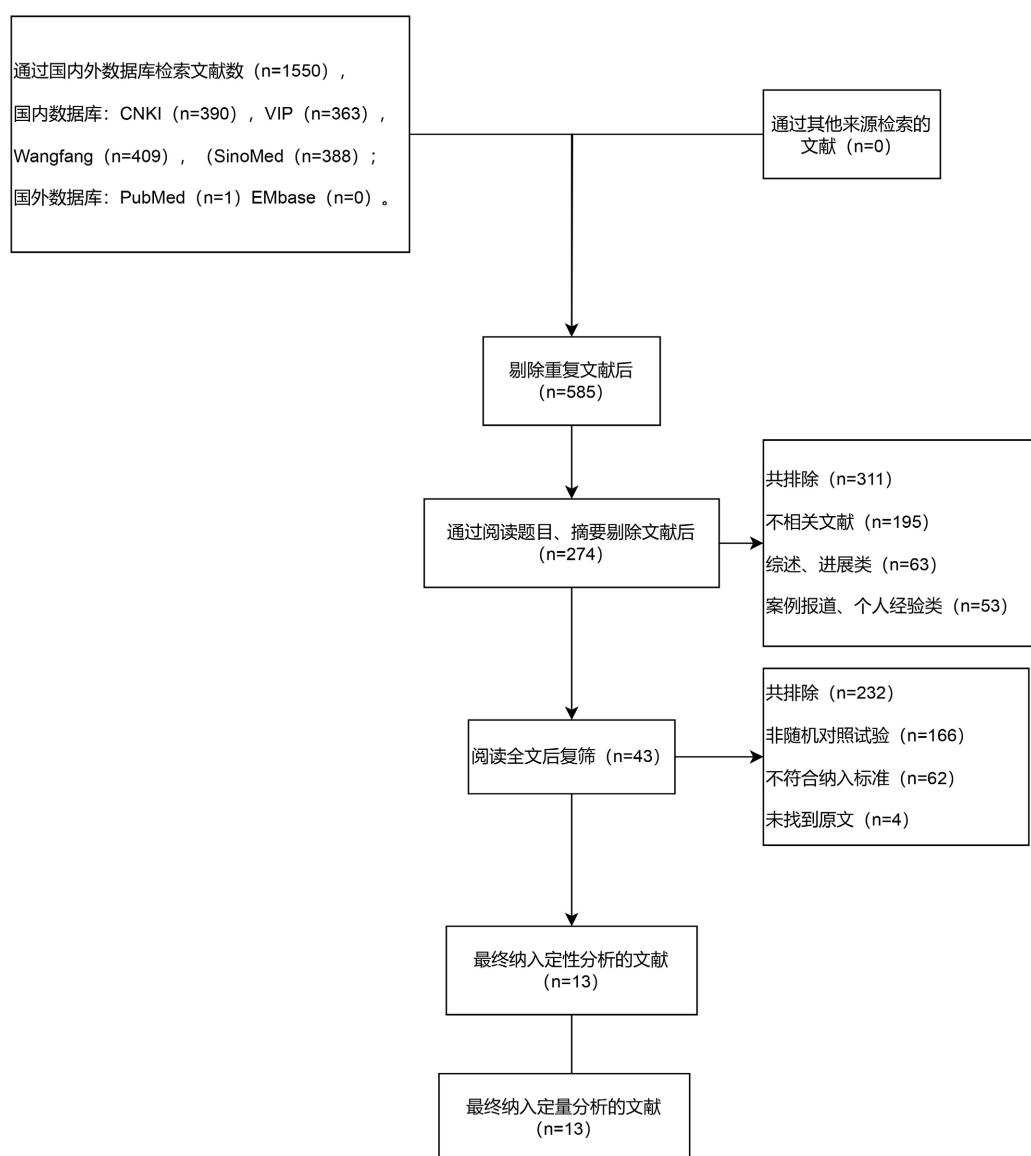 通过国内外数据库检索文献数（n=1550），
国内数据库：CNKI（n=390），VIP（n=363），
Wangfang（n=409），（SinoMed（n=388）；
国外数据库：PubMed（n=1）EMbase（n=0）。
通过其他来源检索的
文献（n=0）
剔除重复文献后
（n=585）
通过阅读题目、摘要剔除文献后
（n=274）
共排除（n=311）
不相关文献（n=195）
综述、进展类（n=63）
案例报道、个人经验类（n=53）
阅读全文后复筛（n=43）
共排除（n=232）
非随机对照试验（n=166）
不符合纳入标准（n=62）
未找到原文（n=4）
最终纳入定性分析的文献
（n=13）
最终纳入定量分析的文献
（n=13）